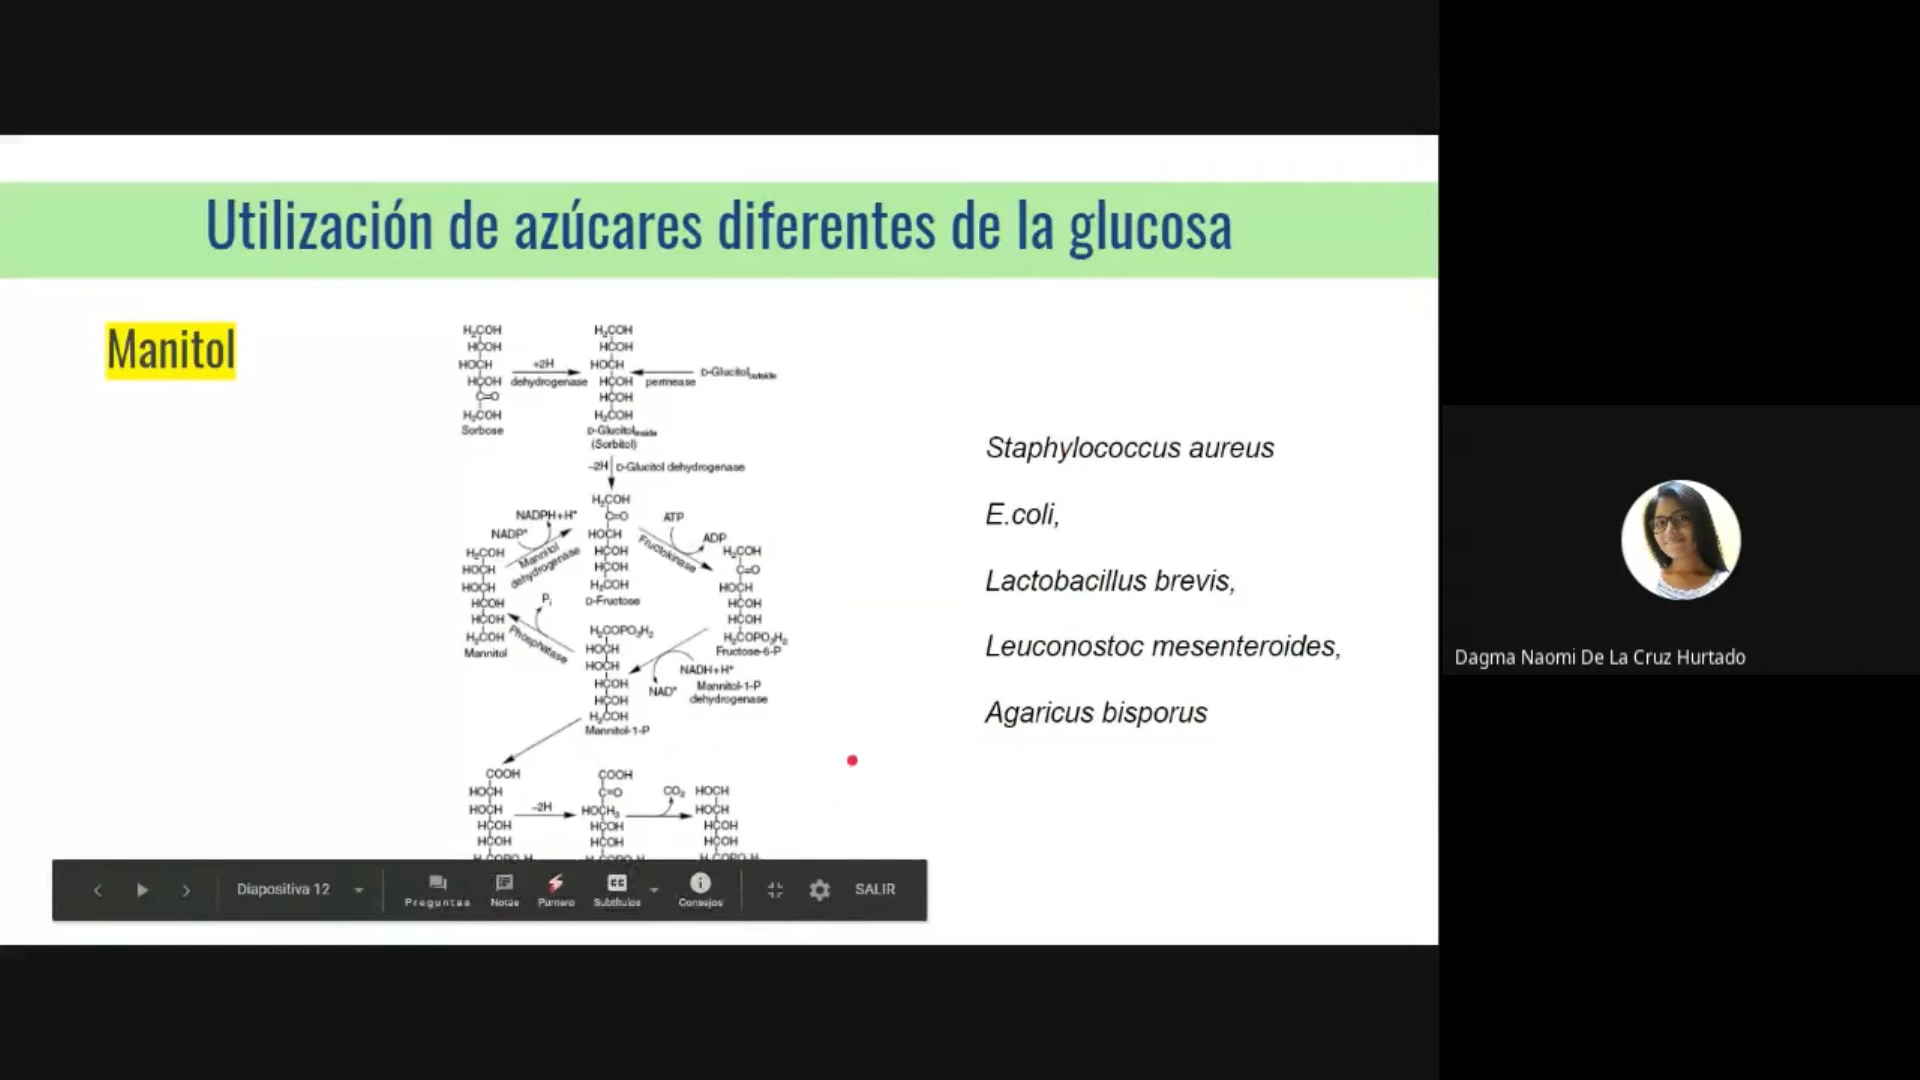 Utilización de azúcares diferentes de la glucosa
Manitol
H₂COH
HCOH
HOCH
HCOH
C=O
H₂COH
Sorbose
+2H
dehydrogenase
H₂COH
HCOH
HOCH
HCOH
HCOH
H₂COH
D-Glucitol inside
(Sorbitol)
permease
D-Glucitol outside
-2H D-Glucitol dehydrogenase
H₂COH
C=O
HOCH
HCOH
HCOH
H₂COH
D-Fructose
NADPH+H⁺
NADP⁺
Mannitol
dehydrogenase
ATP
ADP
Fructokinase
H₂COH
HOCH
HOCH
HCOH
HCOH
H₂COH
Mannitol
Pᵢ
Phosphatase
H₂COH
C=O
HOCH
HCOH
HCOH
H₂COPO₃H₂
Fructose-6-P
H₂COPO₃H₂
HOCH
HOCH
HCOH
HCOH
H₂COH
Mannitol-1-P
NADH+H⁺
NAD⁺
Mannitol-1-P
dehydrogenase
COOH
HOCH
HOCH
HCOH
HCOH
-2H
COOH
C=O
HOCH₃
HCOH
HCOH
CO₂
HOCH
HOCH
HCOH
HCOH
Staphylococcus aureus
E.coli,
Lactobacillus brevis,
Leuconostoc mesenteroides,
Agaricus bisporus
Diapositiva 12
Preguntas
Notas
Puntero
Subtítulos
Consejos
SALIR
Dagma Naomi De La Cruz Hurtado